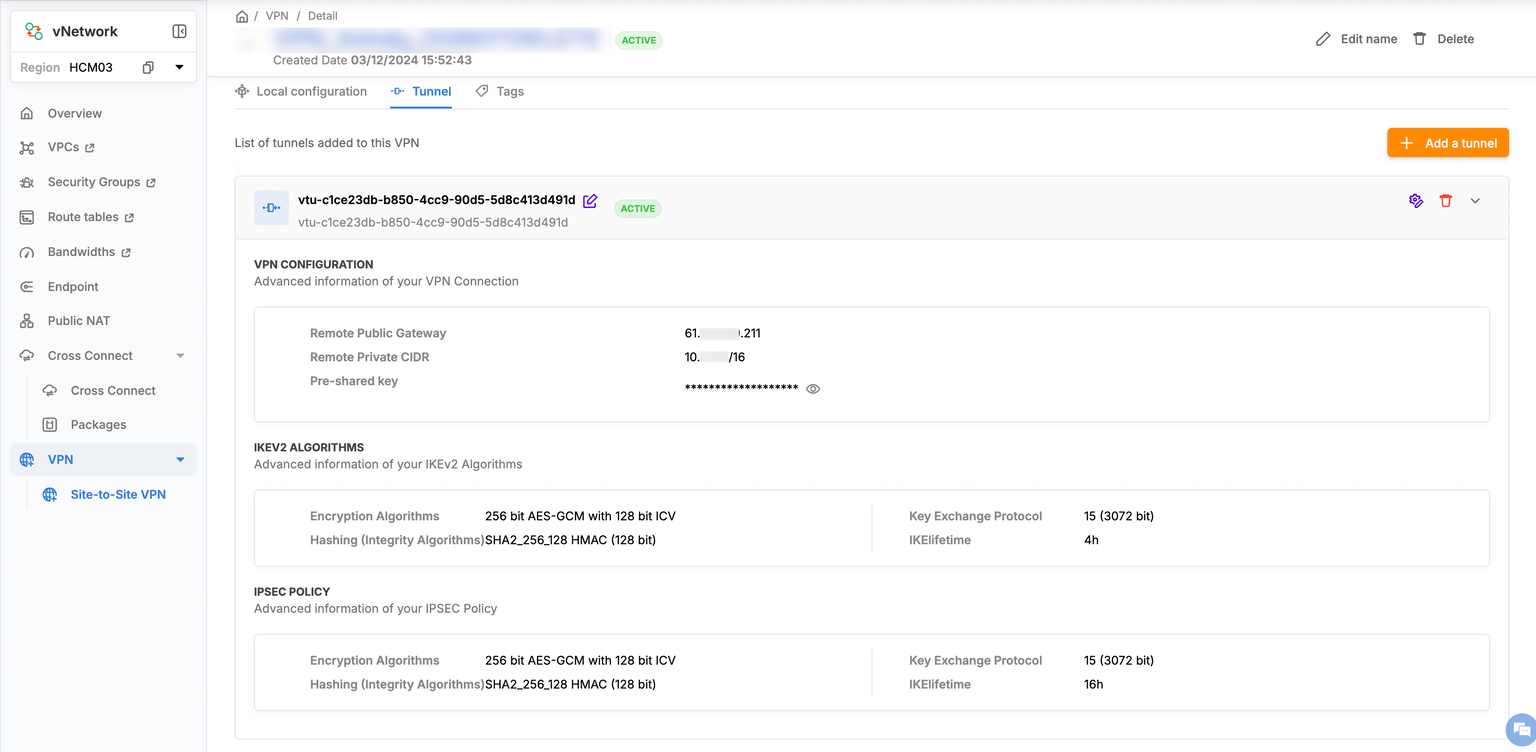 vNetwork
Region HCM03
Overview
VPCs
Security Groups
Route tables
Bandwidths
Endpoint
Public NAT
Cross Connect
Cross Connect
Packages
VPN
Site-to-Site VPN
/ VPN / Detail
ACTIVE
Created Date 03/12/2024 15:52:43
Edit name
Delete
Local configuration
Tunnel
Tags
List of tunnels added to this VPN
Add a tunnel
vtu-c1ce23db-b850-4cc9-90d5-5d8c413d491d
ACTIVE
vtu-c1ce23db-b850-4cc9-90d5-5d8c413d491d
VPN CONFIGURATION
Advanced information of your VPN Connection
Remote Public Gateway 61. .211
Remote Private CIDR 10. /16
Pre-shared key *******************
IKEV2 ALGORITHMS
Advanced information of your IKEv2 Algorithms
Encryption Algorithms 256 bit AES-GCM with 128 bit ICV
Hashing (Integrity Algorithms) SHA2_256_128 HMAC (128 bit)
Key Exchange Protocol 15 (3072 bit)
IKElifetime 4h
IPSEC POLICY
Advanced information of your IPSEC Policy
Encryption Algorithms 256 bit AES-GCM with 128 bit ICV
Hashing (Integrity Algorithms) SHA2_256_128 HMAC (128 bit)
Key Exchange Protocol 15 (3072 bit)
IKElifetime 16h